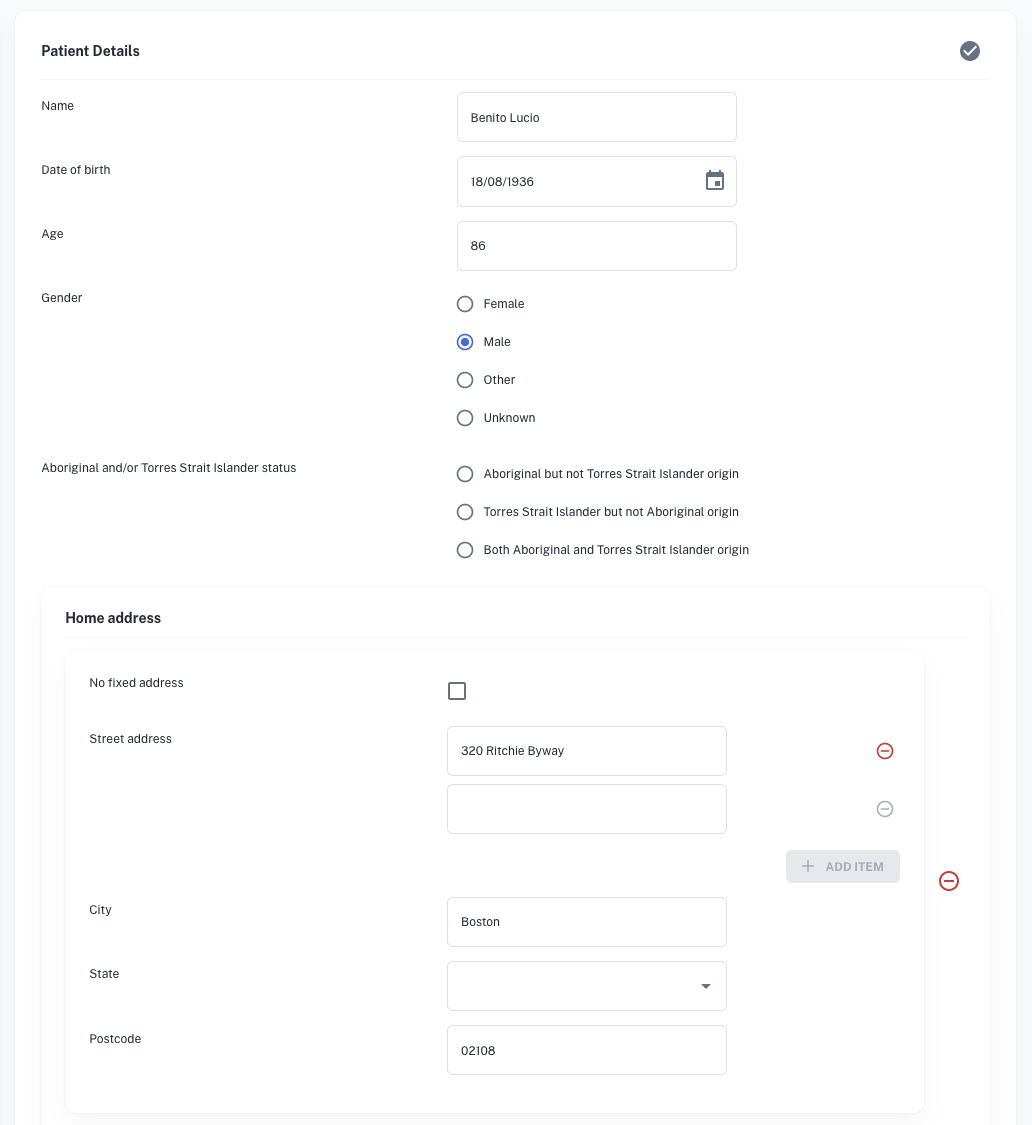 Patient Details
Name
Benito Lucio
Date of birth
18/08/1936
Age
86
Gender
Female
Male
Other
Unknown
Aboriginal and/or Torres Strait Islander status
Aboriginal but not Torres Strait Islander origin
Torres Strait Islander but not Aboriginal origin
Both Aboriginal and Torres Strait Islander origin
Home address
No fixed address
Street address
320 Ritchie Byway
ADD ITEM
City
Boston
State
Postcode
02108